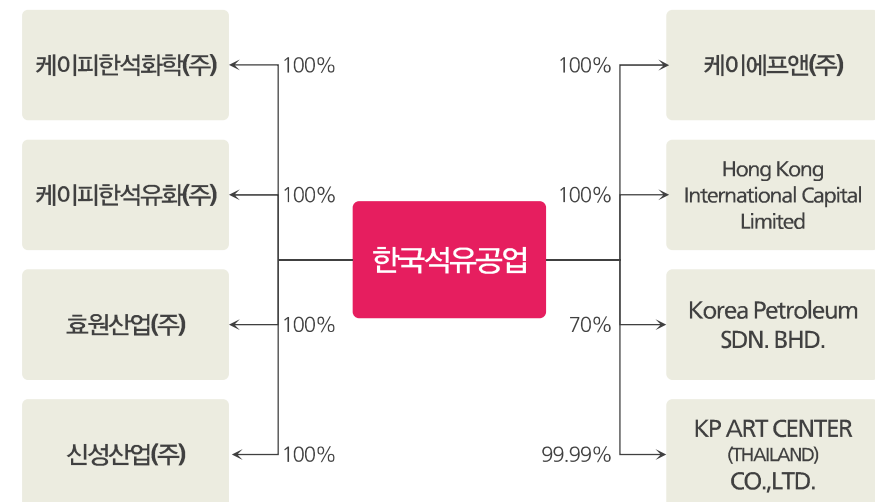 케이피한석화학(주)
100%
100%
케이에프앤(주)
케이피한석유화(주)
100%
100%
Hong Kong
International Capital
Limited
한국석유공업
효원산업(주)
100%
70%
Korea Petroleum
SDN. BHD.
신성산업(주)
100%
99.99%
KP ART CENTER
(THAILAND)
CO.,LTD.